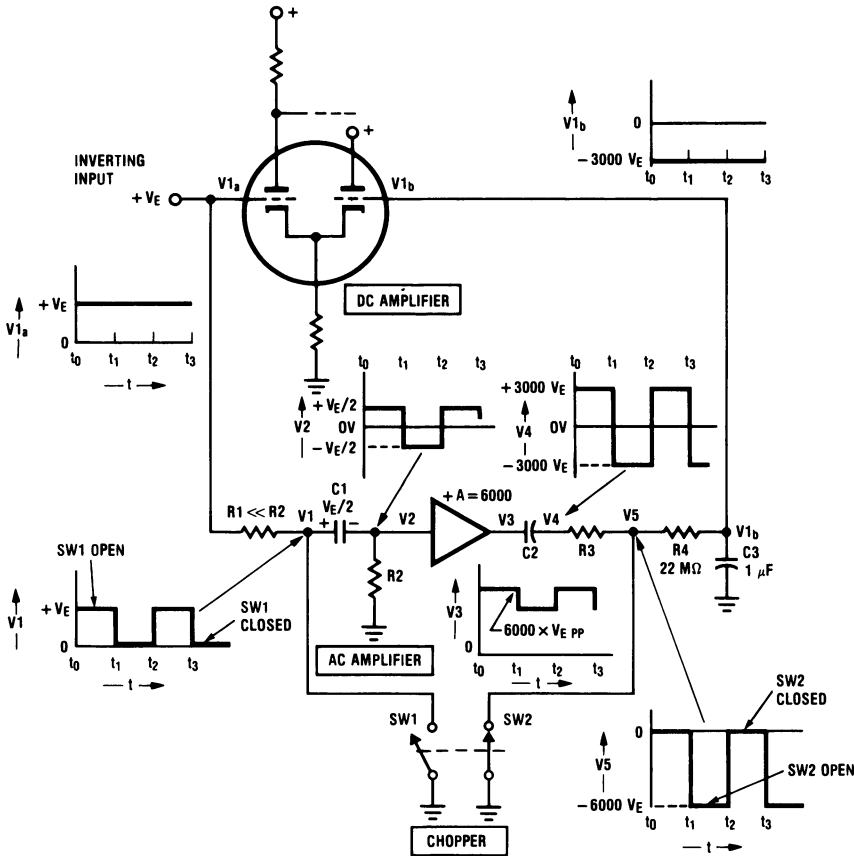 +
+
INVERTING
INPUT
+ VE
V1a
V1b
DC AMPLIFIER
V1b
0
− 3000 VE
t0 t1 t2 t3
V1a
+ VE
0
t0 t1 t2 t3
t
t0 t1 t2 t3
V2
+ VE/2
0V
− VE/2
t0 t1 t2 t3
V4
+3000 VE
0V
−3000 VE
R1 << R2
V1
C1
VE/2
+ −
V2
+ A = 6000
V3
C2
V4
R3
V5
R4
22 MΩ
V1b
C3
1 µF
R2
AC AMPLIFIER
SW1 OPEN
V1
+VE
0
SW1
CLOSED
t0 t1 t2 t3
t
V3
0
6000 × VE PP
t0 t1 t2 t3
t
SW1
SW2
CHOPPER
SW2
CLOSED
V5
0
−6000 VE
SW2 OPEN
t0 t1 t2 t3
t